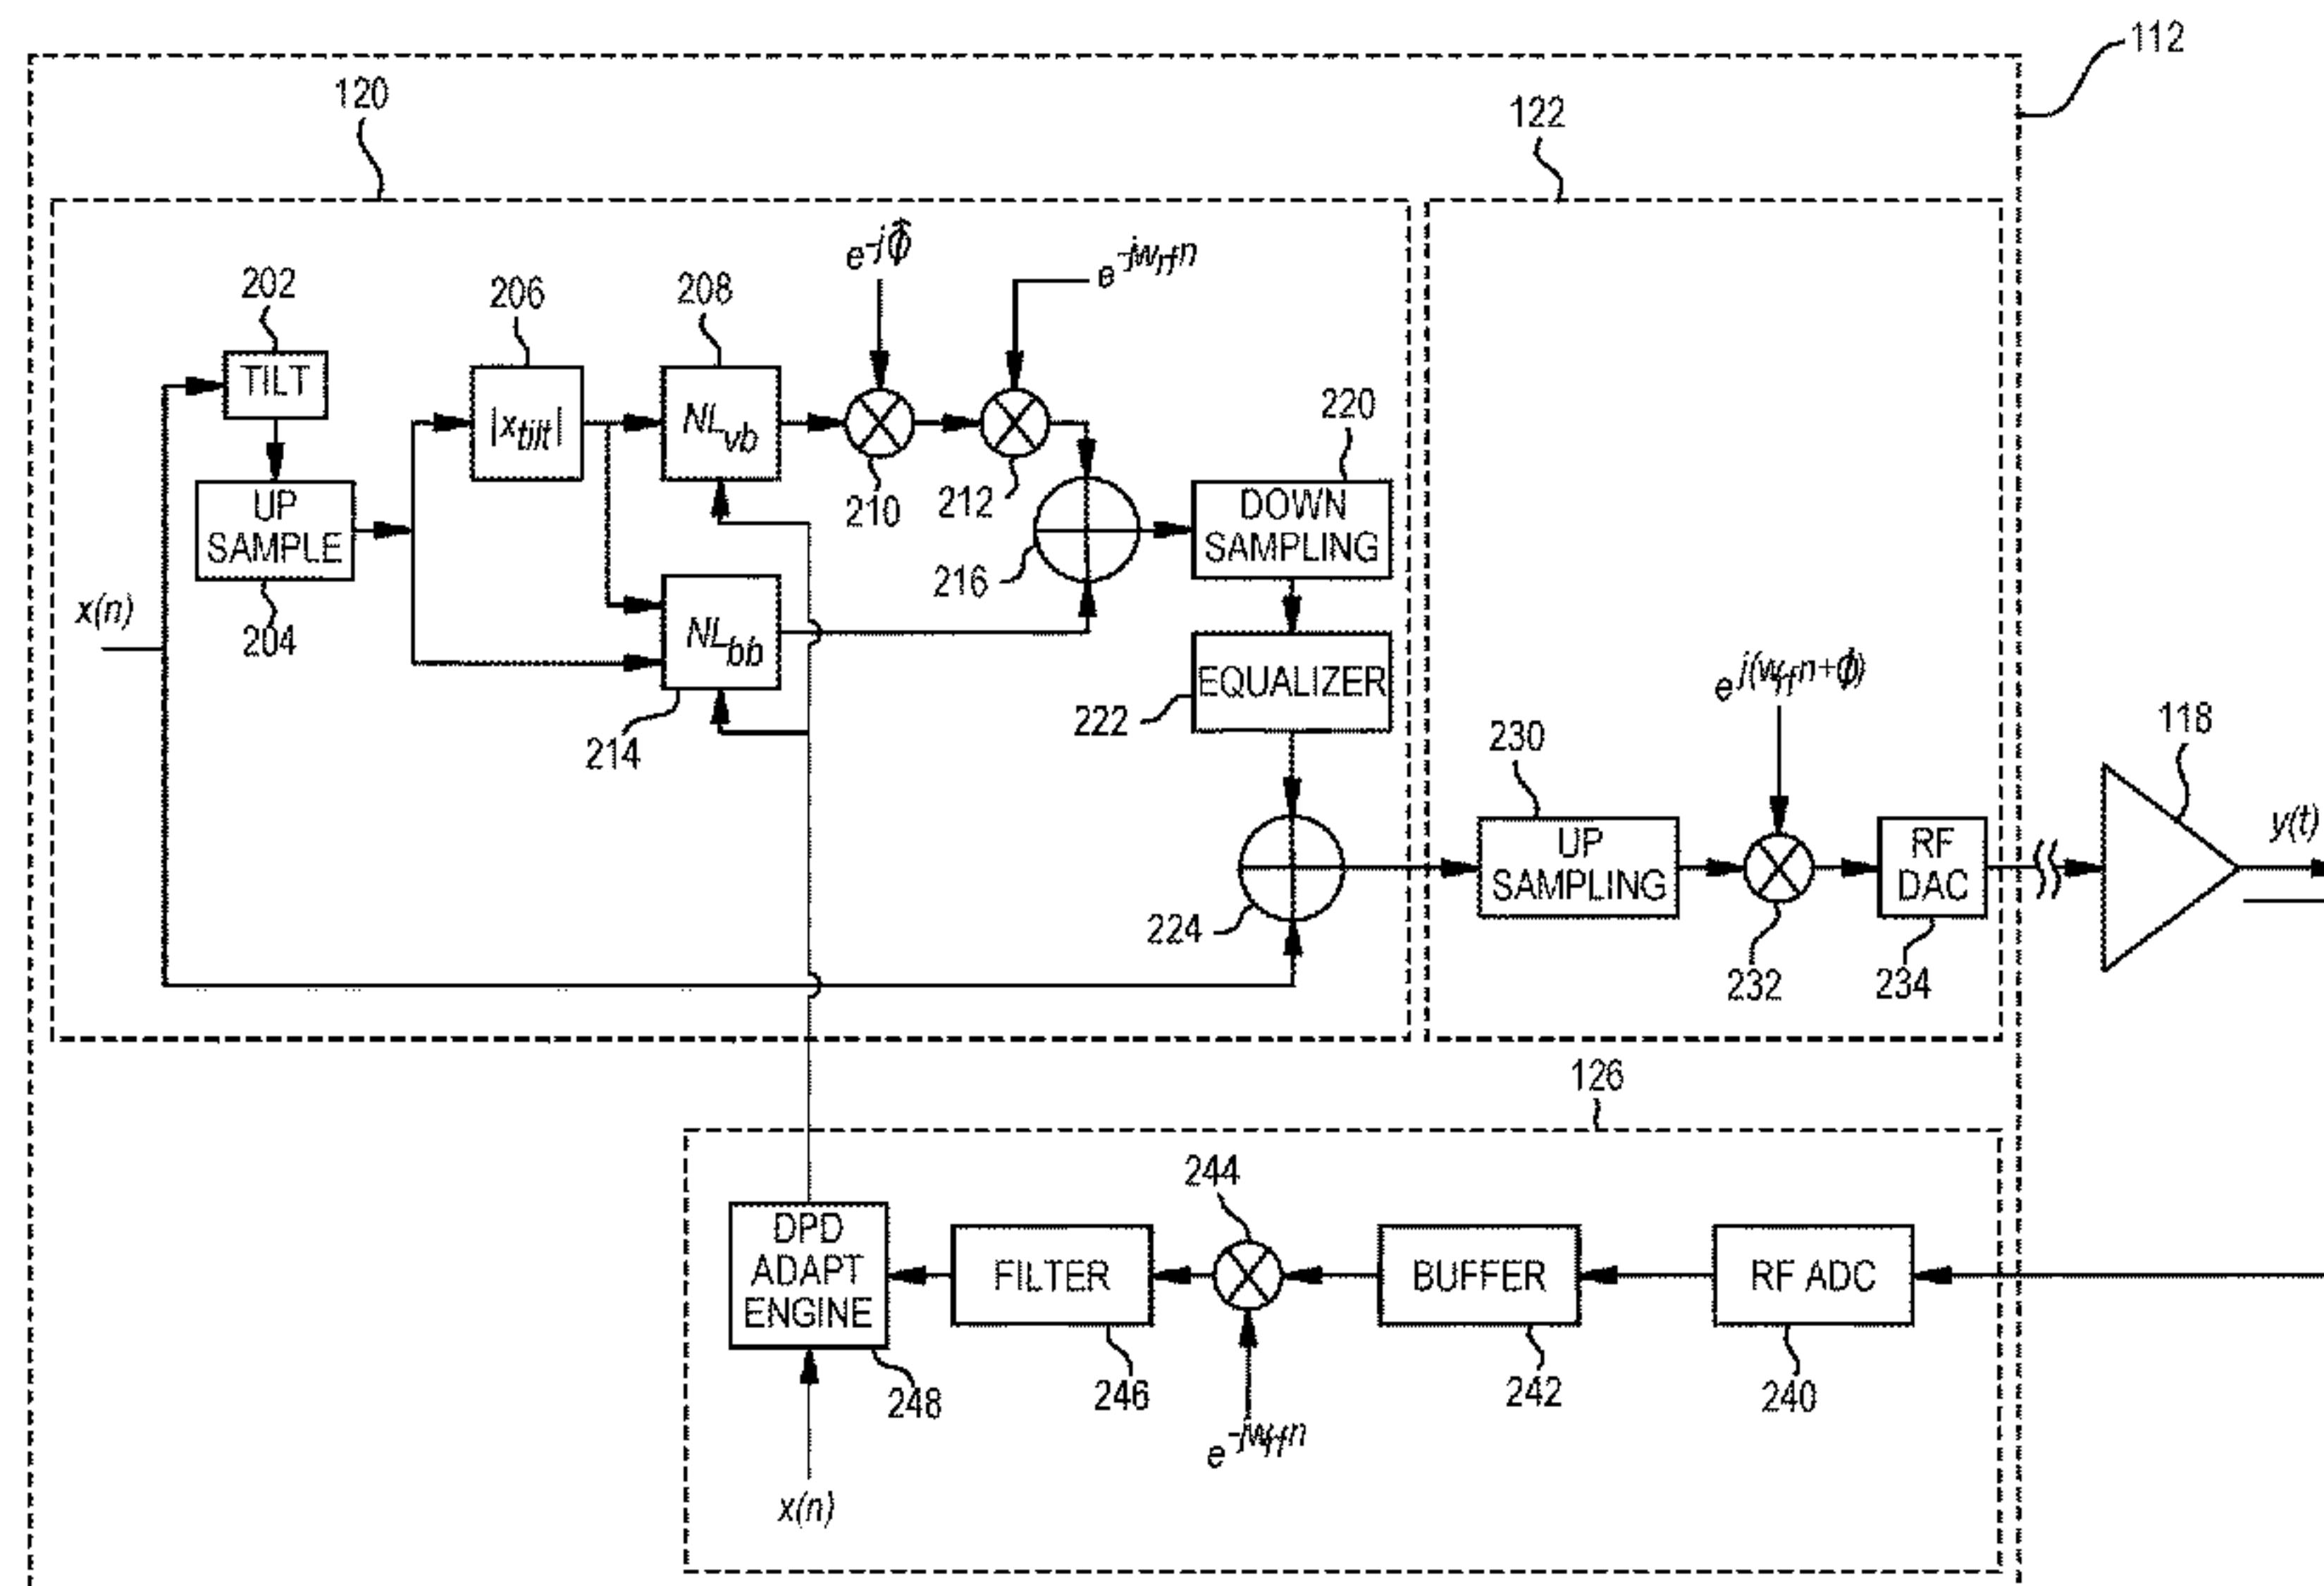 112
120
122
e^-jφ̂
e^-jw_rf n
202
206
208
TILT
|x_tilt|
NL_vb
220
UP
SAMPLE
210
212
DOWN
SAMPLING
216
x(n)
204
NL_bb
EQUALIZER
222
e^j(w_rf n+ϕ)
214
230
118
UP
SAMPLING
RF
DAC
y(t)
224
232
234
126
244
DPD
ADAPT
ENGINE
FILTER
BUFFER
RF ADC
248
246
242
240
e^-jw_rf n
x(n)